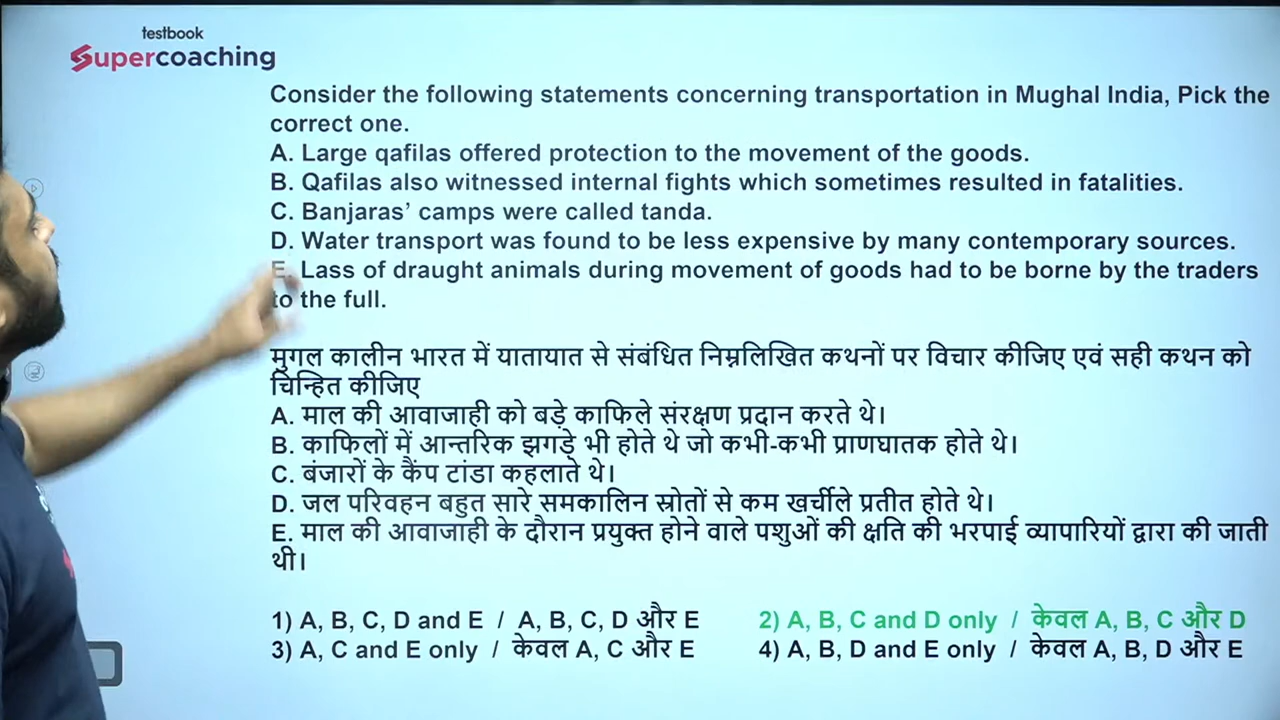 testbook
Supercoaching
Consider the following statements concerning transportation in Mughal India, Pick the
correct one.
A. Large qafilas offered protection to the movement of the goods.
B. Qafilas also witnessed internal fights which sometimes resulted in fatalities.
C. Banjaras’ camps were called tanda.
D. Water transport was found to be less expensive by many contemporary sources.
E. Lass of draught animals during movement of goods had to be borne by the traders
to the full.
मुगल कालीन भारत में यातायात से संबंधित निम्नलिखित कथनों पर विचार कीजिए एवं सही कथन को
चिन्हित कीजिए
A. माल की आवाजाही को बड़े काफिले संरक्षण प्रदान करते थे।
B. काफिलों में आन्तरिक झगड़े भी होते थे जो कभी-कभी प्राणघातक होते थे।
C. बंजारों के कैंप टांडा कहलाते थे।
D. जल परिवहन बहुत सारे समकालिन स्रोतों से कम खर्चीले प्रतीत होते थे।
E. माल की आवाजाही के दौरान प्रयुक्त होने वाले पशुओं की क्षति की भरपाई व्यापारियों द्वारा की जाती
थी।
1) A, B, C, D and E / A, B, C, D और E 2) A, B, C and D only / केवल A, B, C और D
3) A, C and E only / केवल A, C और E 4) A, B, D and E only / केवल A, B, D और E